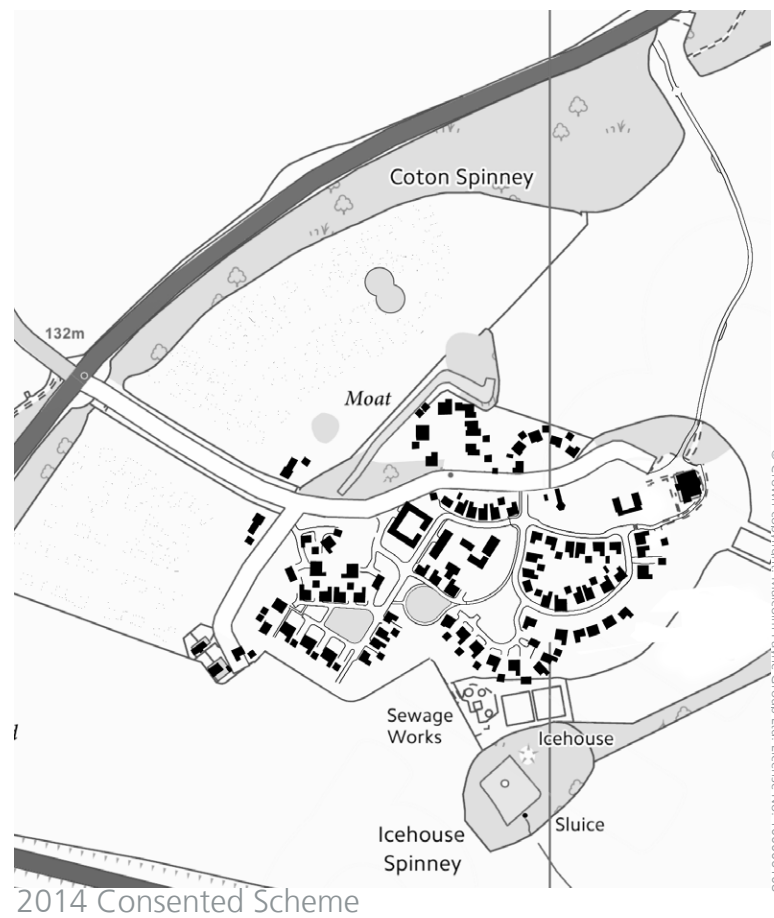 Coton Spinney
132m
Moat
Sewage
Works
Icehouse
Sluice
Icehouse
Spinney
2014 Consented Scheme